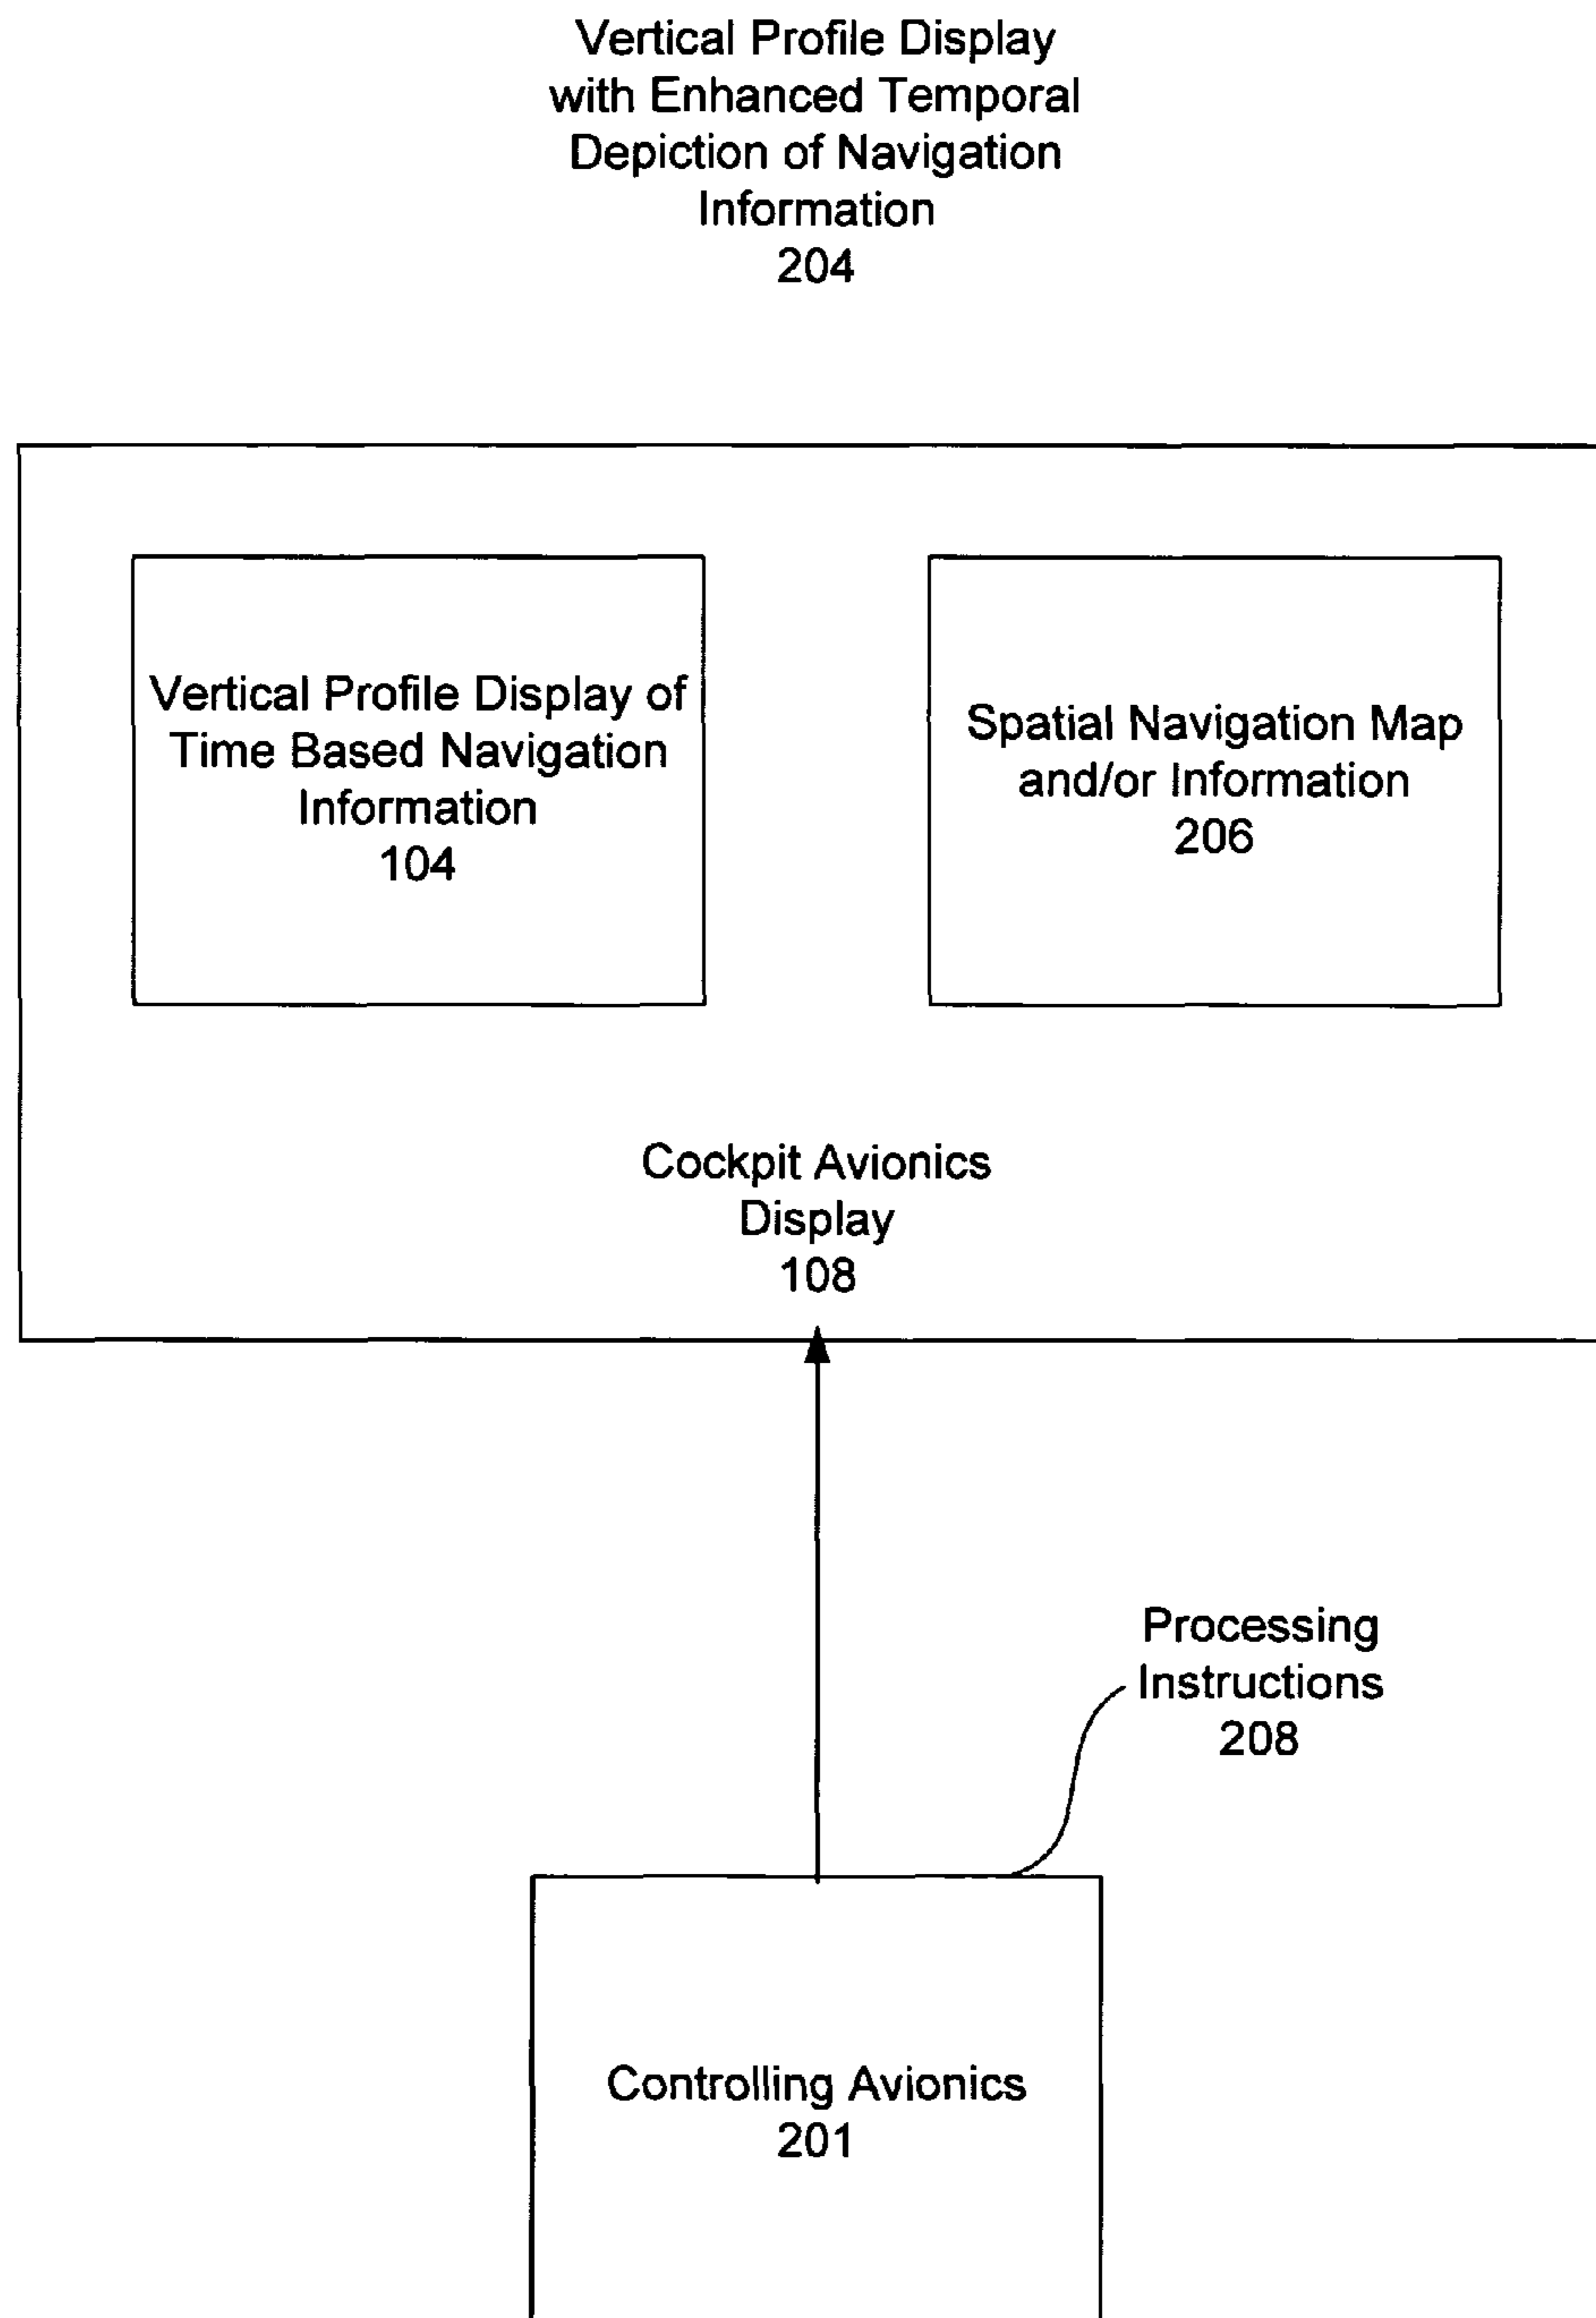 Vertical Profile Display
with Enhanced Temporal
Depiction of Navigation
Information
204
Vertical Profile Display of
Time Based Navigation
Information
104
Spatial Navigation Map
and/or Information
206
Cockpit Avionics
Display
108
Processing
Instructions
208
Controlling Avionics
201